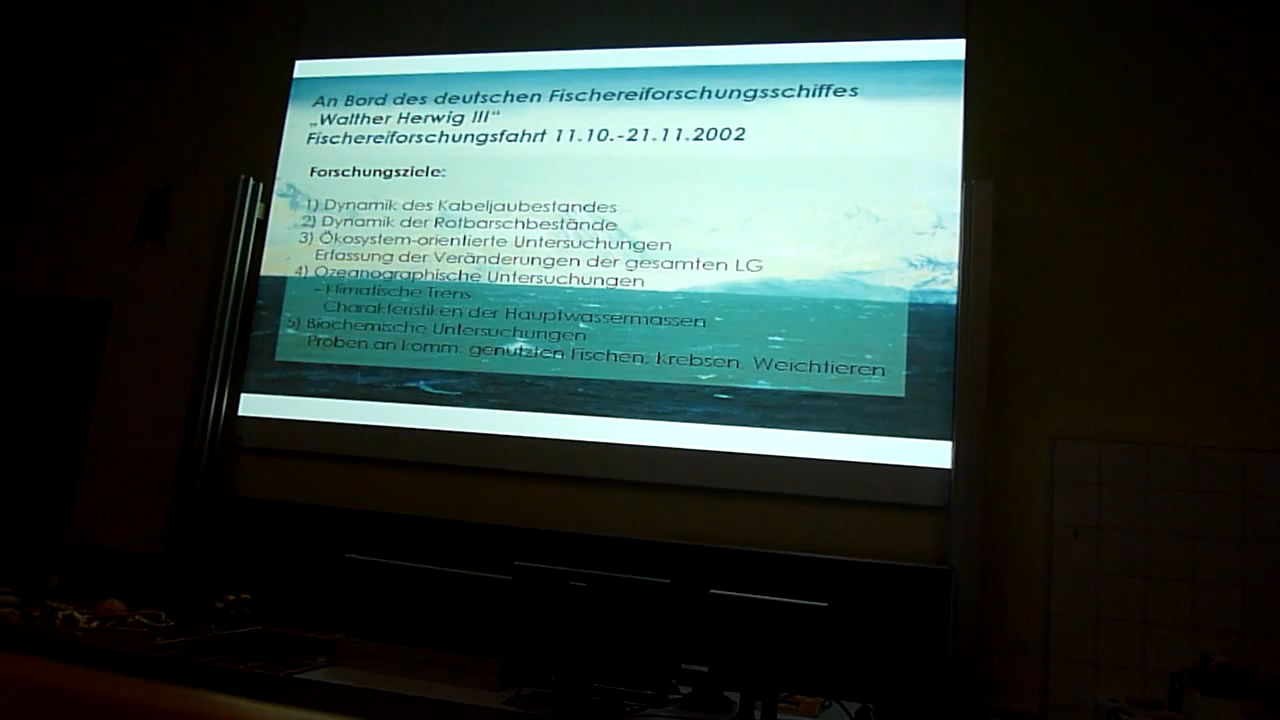 An Bord des deutschen Fischereiforschungsschiffes
„Walther Herwig III“
Fischereiforschungsfahrt 11.10.-21.11.2002
Forschungsziele:
1) Dynamik des Kabeljaubestandes
2) Dynamik der Rotbarschbestände
3) Ökosystem-orientierte Untersuchungen
Erfassung der Veränderungen der gesamten LG
4) Ozeanographische Untersuchungen
- Klimatische Trens
Charakteristiken der Hauptwassermassen
5) Biochemische Untersuchungen
Proben an komm. genutzten Fischen, Krebsen, Weichtieren